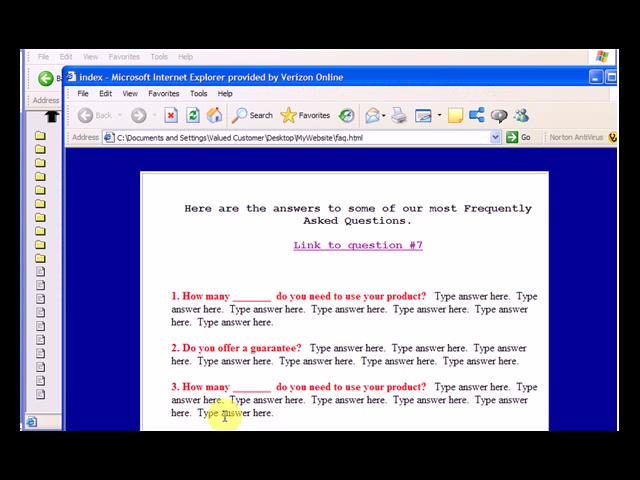 File Edit View Favorites Tools Help
Address
index - Microsoft Internet Explorer provided by Verizon Online
File Edit View Favorites Tools Help
Back Search Favorites
Address C:\Documents and Settings\Valued Customer\Desktop\MyWebsite\faq.html Go Norton AntiVirus
Here are the answers to some of our most Frequently
Asked Questions.
Link to question #7
1. How many _______ do you need to use your product? Type answer here. Type
answer here. Type answer here. Type answer here. Type answer here. Type answer
here. Type answer here.
2. Do you offer a guarantee? Type answer here. Type answer here. Type answer
here. Type answer here. Type answer here. Type answer here. Type answer here.
3. How many _______ do you need to use your product? Type answer here. Type
answer here. Type answer here. Type answer here. Type answer here. Type answer
here. Type answer here.